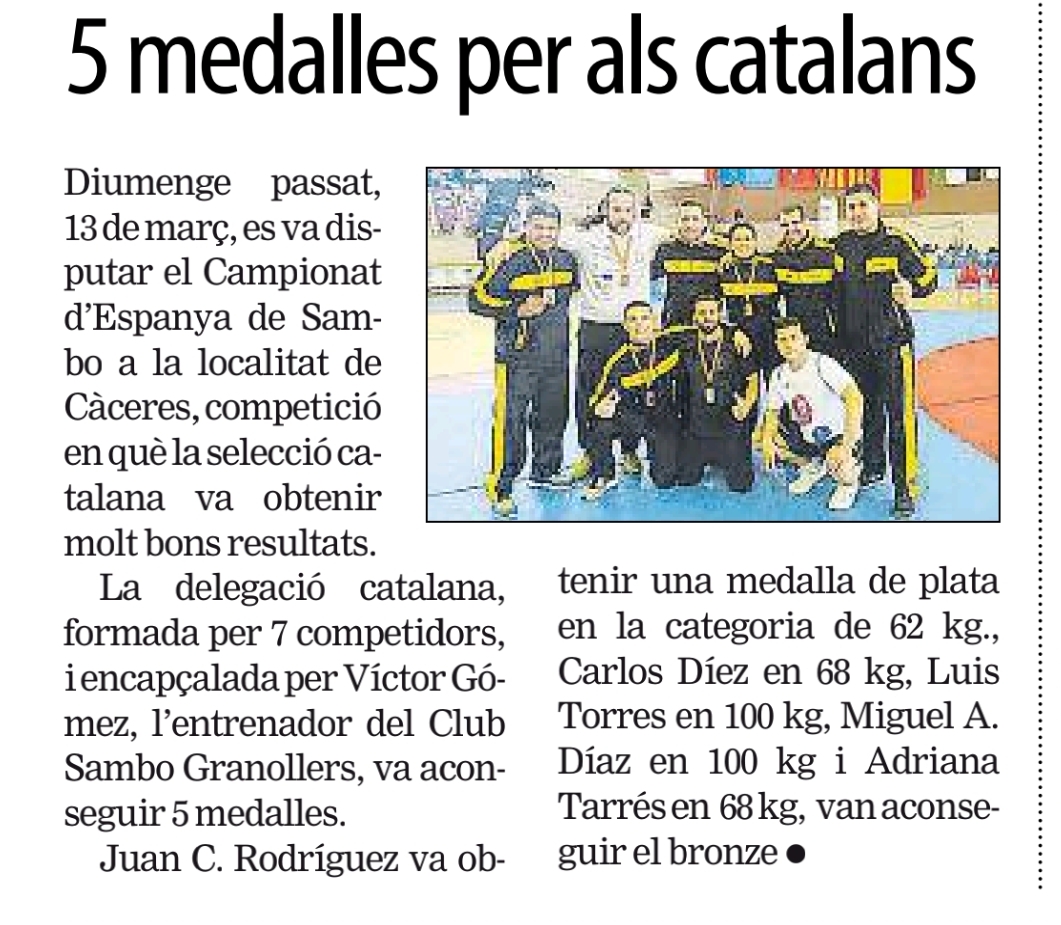 5 medalles per als catalans
Diumenge passat,
13 de març, es va dis-
putar el Campionat
d'Espanya de Sam-
bo a la localitat de
Càceres, competició
en què la selecció ca-
talana va obtenir
molt bons resultats.
La delegació catalana,
formada per 7 competidors,
i encapçalada per Víctor Gó-
mez, l'entrenador del Club
Sambo Granollers, va acon-
seguir 5 medalles.
Juan C. Rodríguez va ob-
tenir una medalla de plata
en la categoria de 62 kg.,
Carlos Díez en 68 kg, Luis
Torres en 100 kg, Miguel A.
Díaz en 100 kg i Adriana
Tarrés en 68 kg, van aconse-
guir el bronze ●